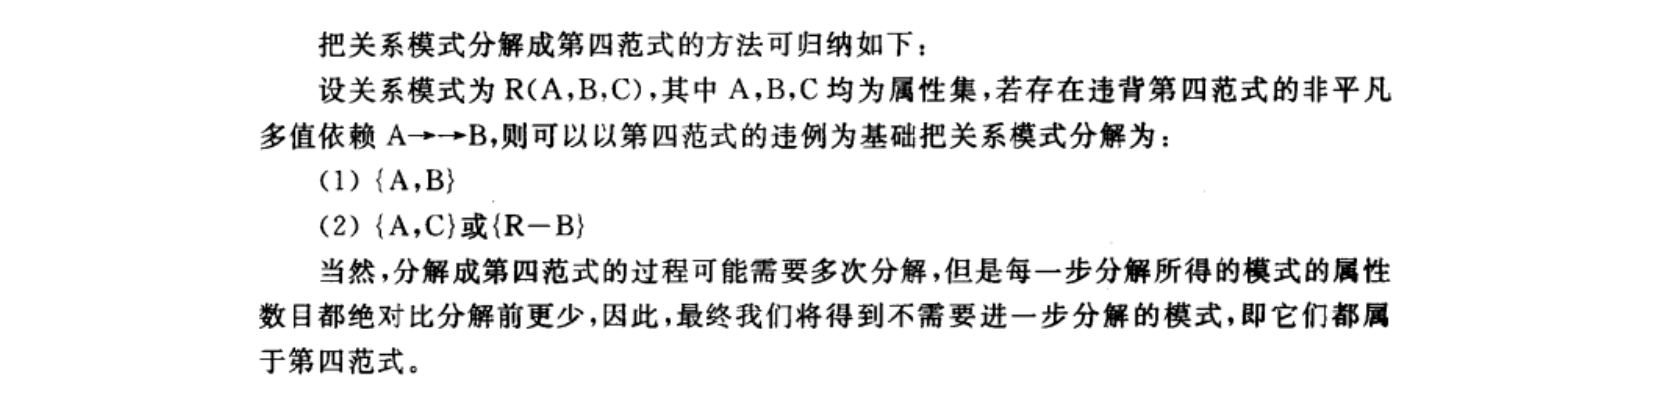 把关系模式分解成第四范式的方法可归纳如下：
设关系模式为 R(A,B,C),其中 A,B,C 均为属性集,若存在违背第四范式的非平凡
多值依赖 A→→B,则可以以第四范式的违例为基础把关系模式分解为：
(1) {A,B}
(2) {A,C}或{R－B}
当然,分解成第四范式的过程可能需要多次分解,但是每一步分解所得的模式的属性
数目都绝对比分解前更少,因此,最终我们将得到不需要进一步分解的模式,即它们都属
于第四范式。